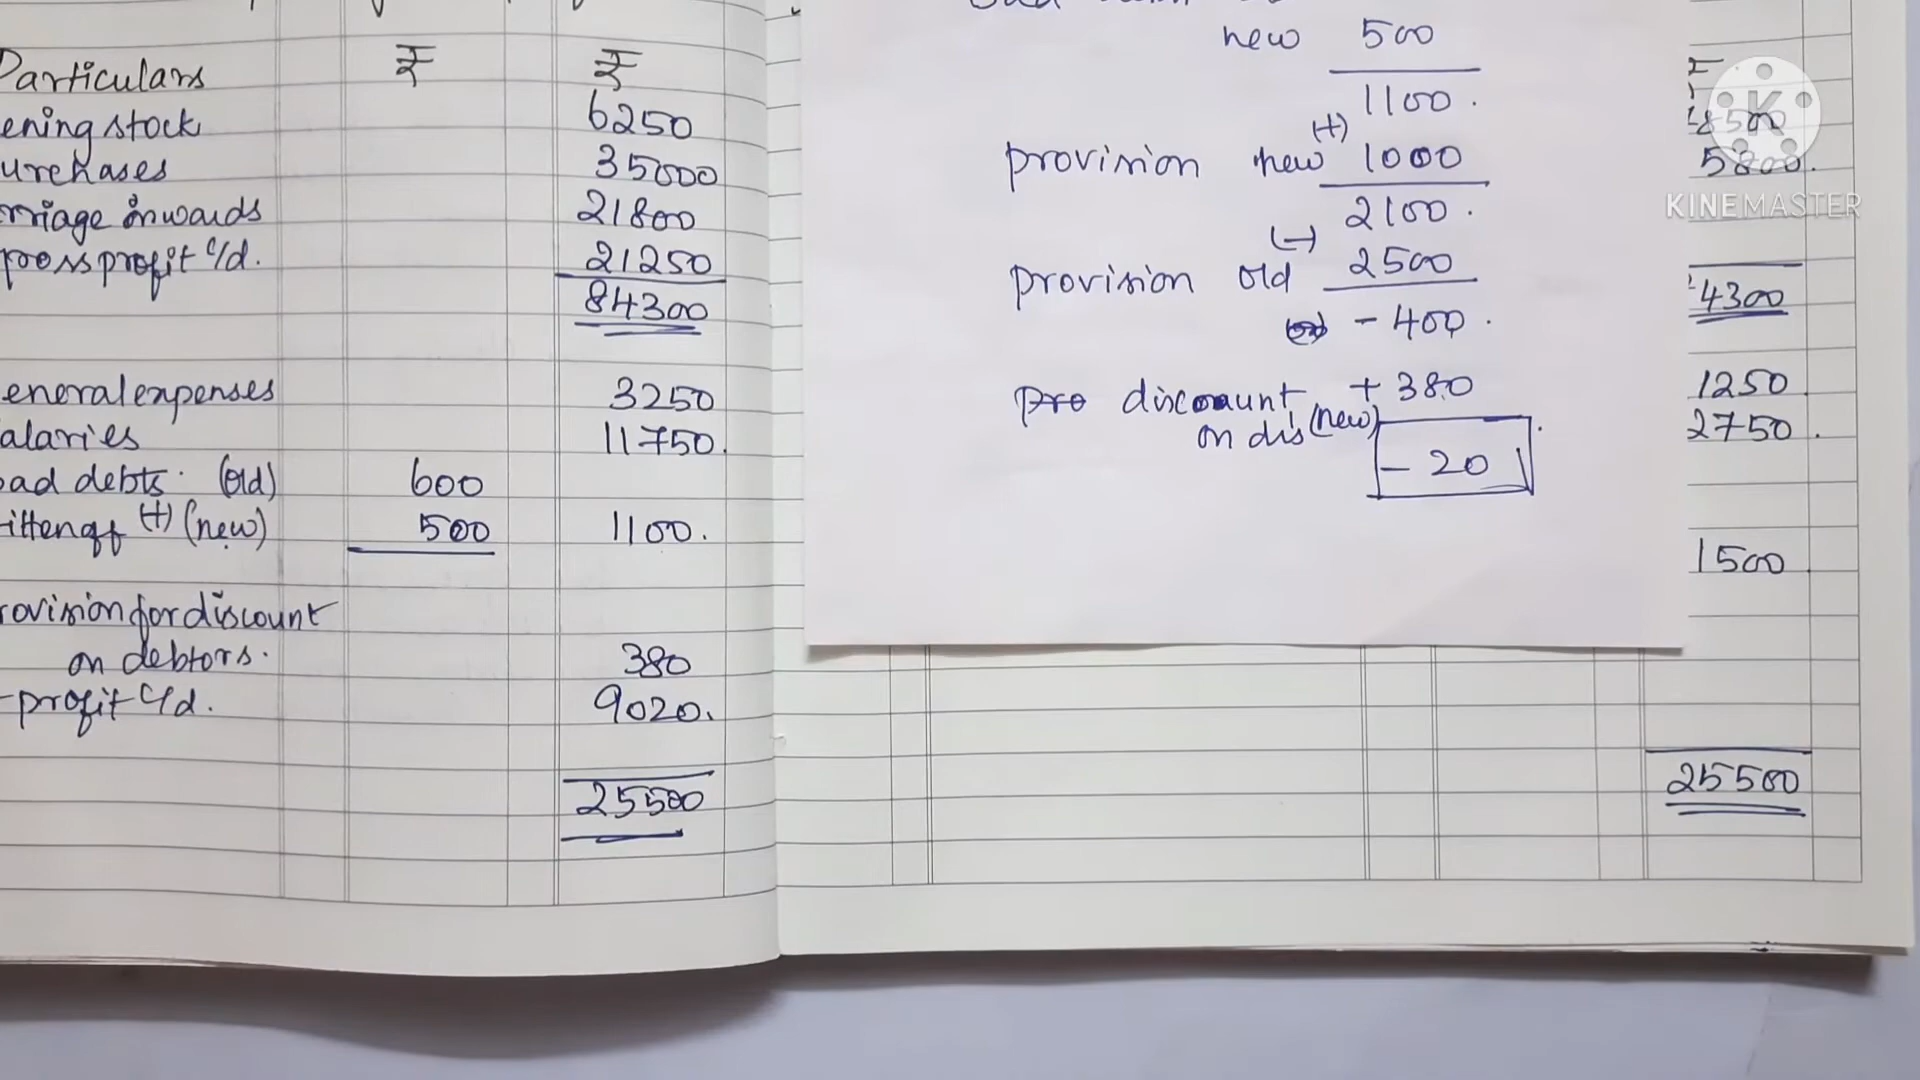 Particulars ₹ ₹
ening stock 6250
urchases 35000
rriage inwards 21800
ross profit c/d. 21250
84300
eneral expenses 3250
alaries 11750.
ad debts. (old) 600
itten off (+) (new) 500 1100.
rovision for discount
on debtors. 380
profit c/d. 9020.
25500
new 500
1100.
(+)
provision new 1000
2100.
(-)
provision old 2500
- 400.
pro discount + 380
on dis (new)
- 20
₹
5800.
4300
1250
2750.
1500
25500
K
KINEMASTER